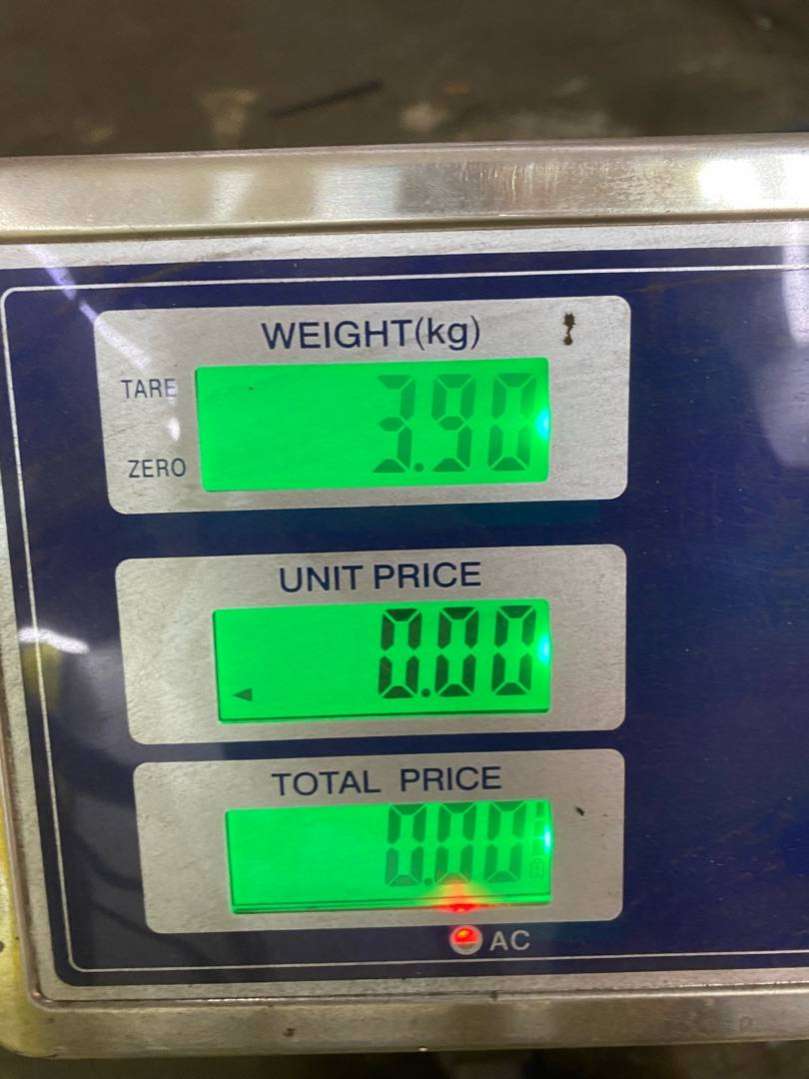 WEIGHT(kg)
TARE
3.90
ZERO
UNIT PRICE
0.00
TOTAL PRICE
0.00
AC